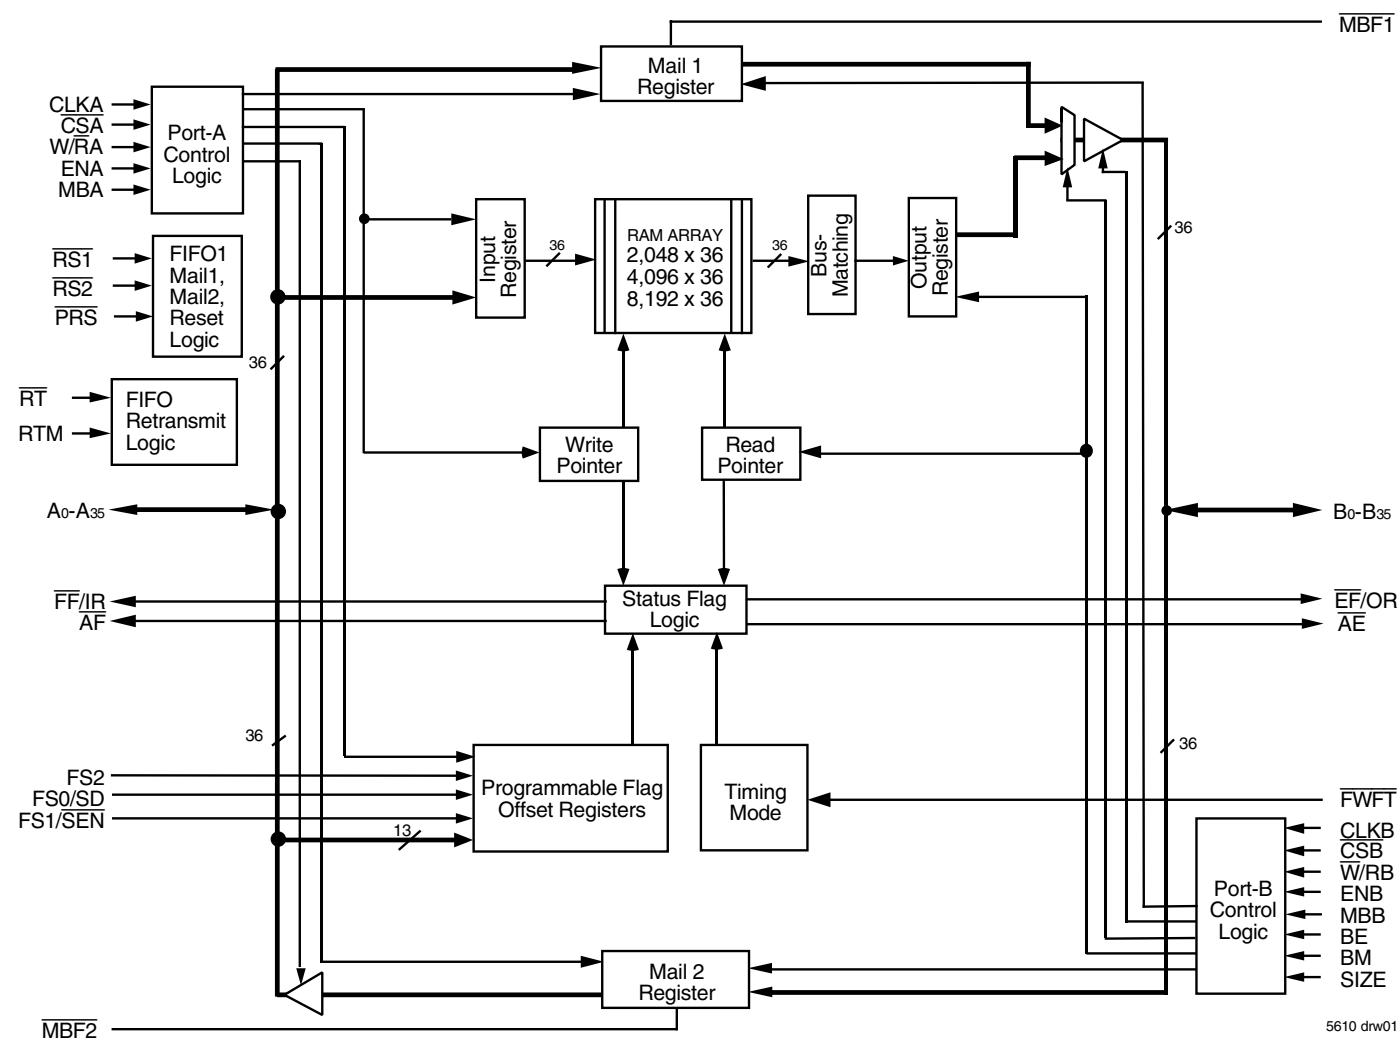 MBF1
Mail 1
Register
CLKA
CSA
W/RA
ENA
MBA
Port-A
Control
Logic
36
RS1
RS2
PRS
FIFO1
Mail1,
Mail2,
Reset
Logic
36
Input
Register
36
RAM ARRAY
2,048 x 36
4,096 x 36
8,192 x 36
36
Bus-
Matching
Output
Register
RT
RTM
FIFO
Retransmit
Logic
Write
Pointer
Read
Pointer
A0-A35
B0-B35
FF/IR
AF
Status Flag
Logic
EF/OR
AE
36
36
FS2
FS0/SD
FS1/SEN
13
Programmable Flag
Offset Registers
Timing
Mode
FWFT
CLKB
CSB
W/RB
ENB
MBB
BE
BM
SIZE
Port-B
Control
Logic
Mail 2
Register
MBF2
5610 drw01